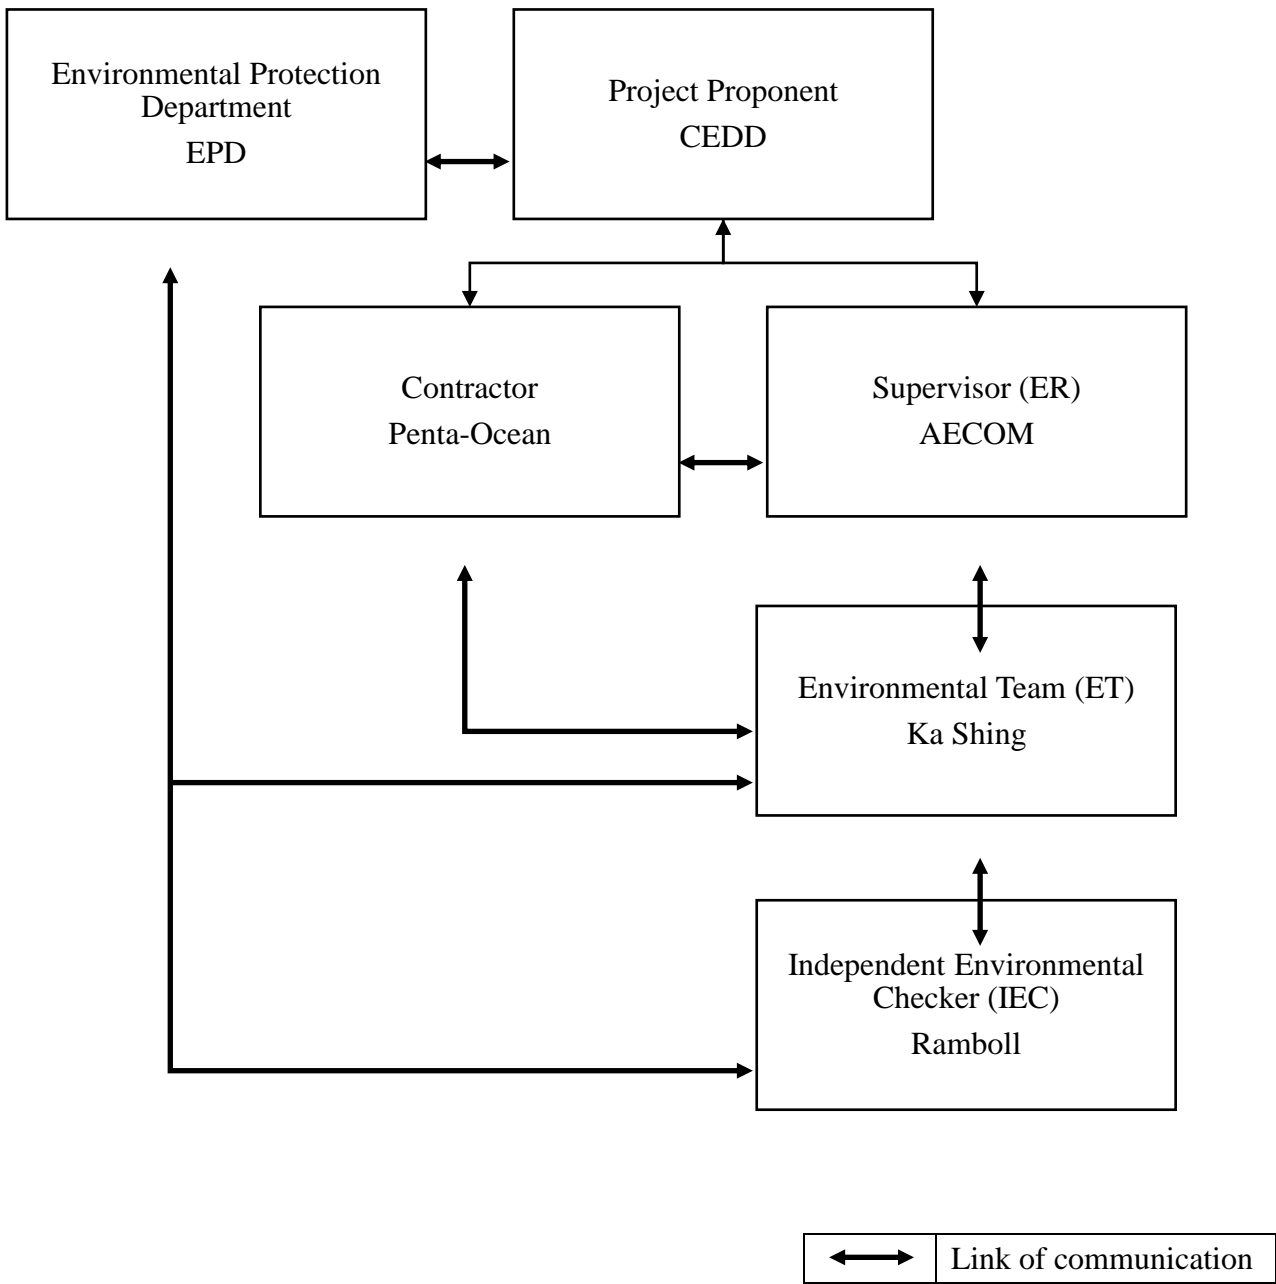 Environmental Protection
Department
EPD
Project Proponent
CEDD
Contractor
Penta-Ocean
Supervisor (ER)
AECOM
Environmental Team (ET)
Ka Shing
Independent Environmental
Checker (IEC)
Ramboll
Link of communication